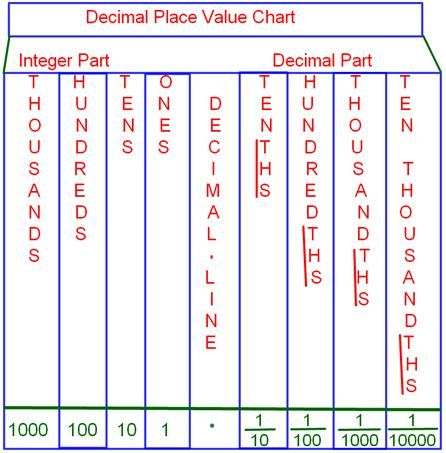 Decimal Place Value Chart
Integer Part
Decimal Part
THOUSANDS
HUNDREDS
TENS
ONES
DECIMAL·LINE
TENTHS
HUNDREDTHS
THOUSANDTHS
TEN THOUSANDTHS
1000 100 10 1 · 1/10 1/100 1/1000 1/10000